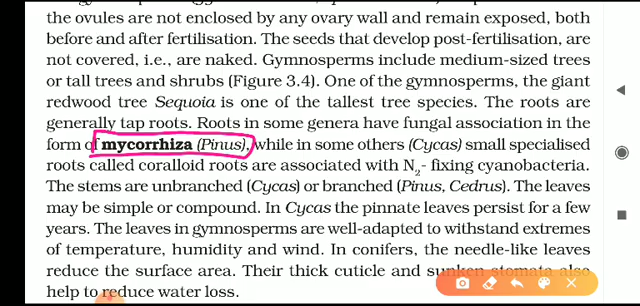 the ovules are not enclosed by any ovary wall and remain exposed, both
before and after fertilisation. The seeds that develop post-fertilisation, are
not covered, i.e., are naked. Gymnosperms include medium-sized trees
or tall trees and shrubs (Figure 3.4). One of the gymnosperms, the giant
redwood tree Sequoia is one of the tallest tree species. The roots are
generally tap roots. Roots in some genera have fungal association in the
form of mycorrhiza (Pinus), while in some others (Cycas) small specialised
roots called coralloid roots are associated with N₂- fixing cyanobacteria.
The stems are unbranched (Cycas) or branched (Pinus, Cedrus). The leaves
may be simple or compound. In Cycas the pinnate leaves persist for a few
years. The leaves in gymnosperms are well-adapted to withstand extremes
of temperature, humidity and wind. In conifers, the needle-like leaves
reduce the surface area. Their thick cuticle and sunken stomata also
help to reduce water loss.